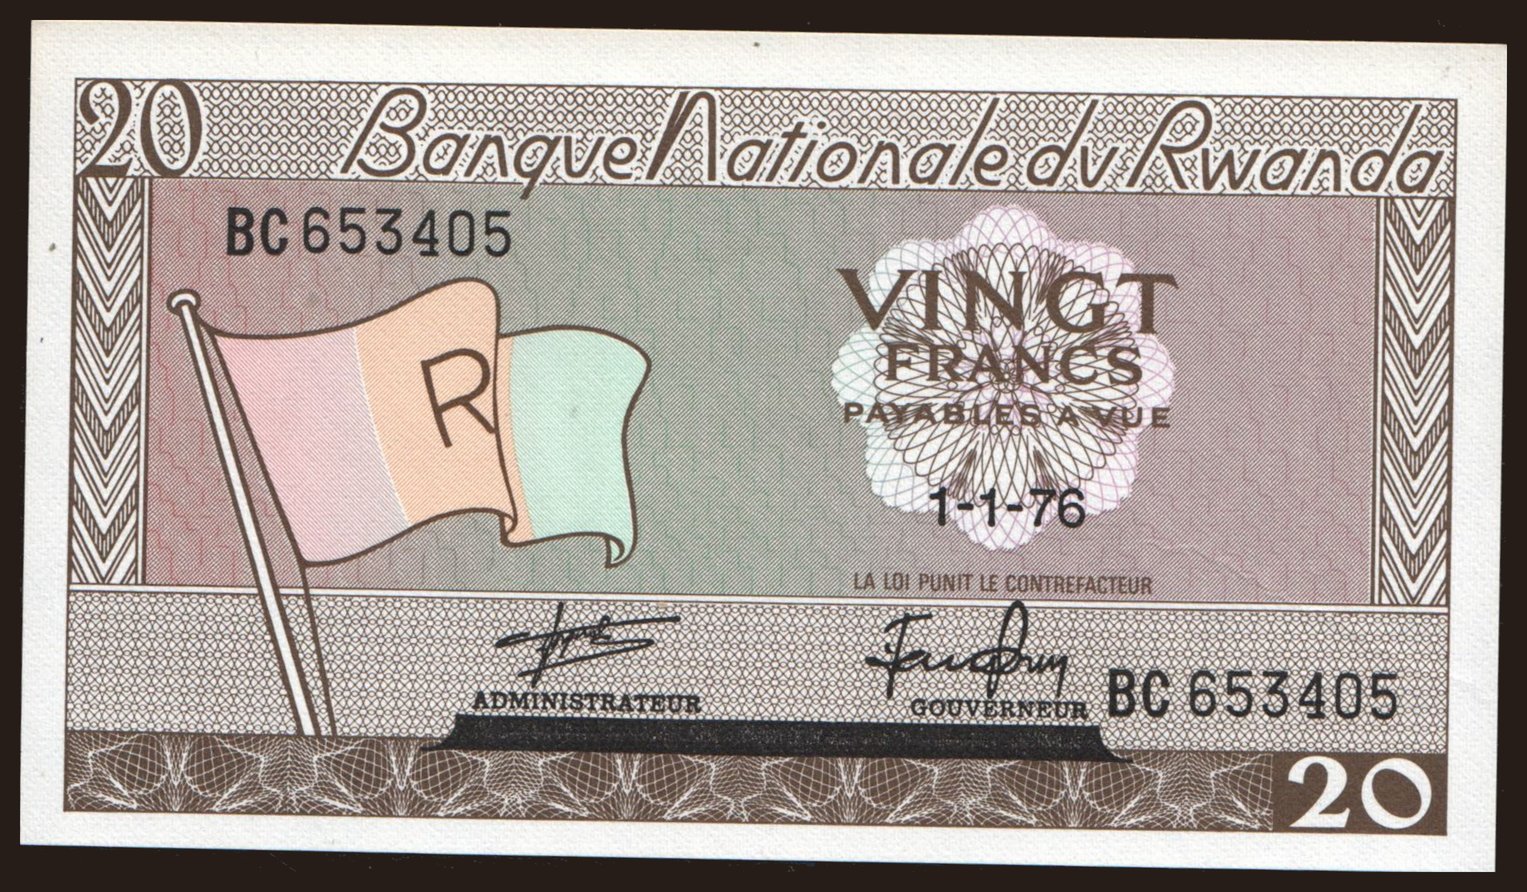 20
Banque Nationale du Rwanda
BC 653405
R
VINGT
FRANCS
PAYABLES A VUE
1-1-76
LA LOI PUNIT LE CONTREFACTEUR
ADMINISTRATEUR
GOUVERNEUR
BC 653405
20